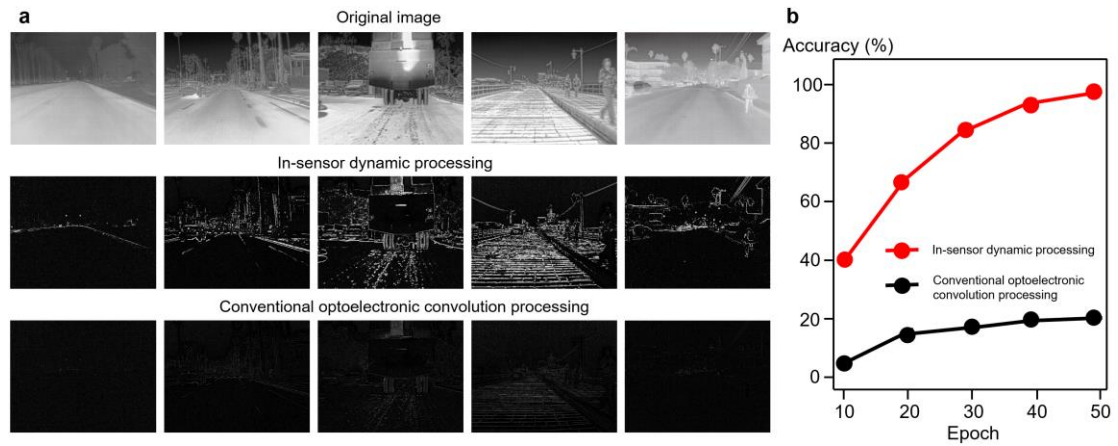 a
Original image
In-sensor dynamic processing
Conventional optoelectronic convolution processing
b
Accuracy (%)
100
80
60
40
20
0
In-sensor dynamic processing
Conventional optoelectronic
convolution processing
10 20 30 40 50
Epoch